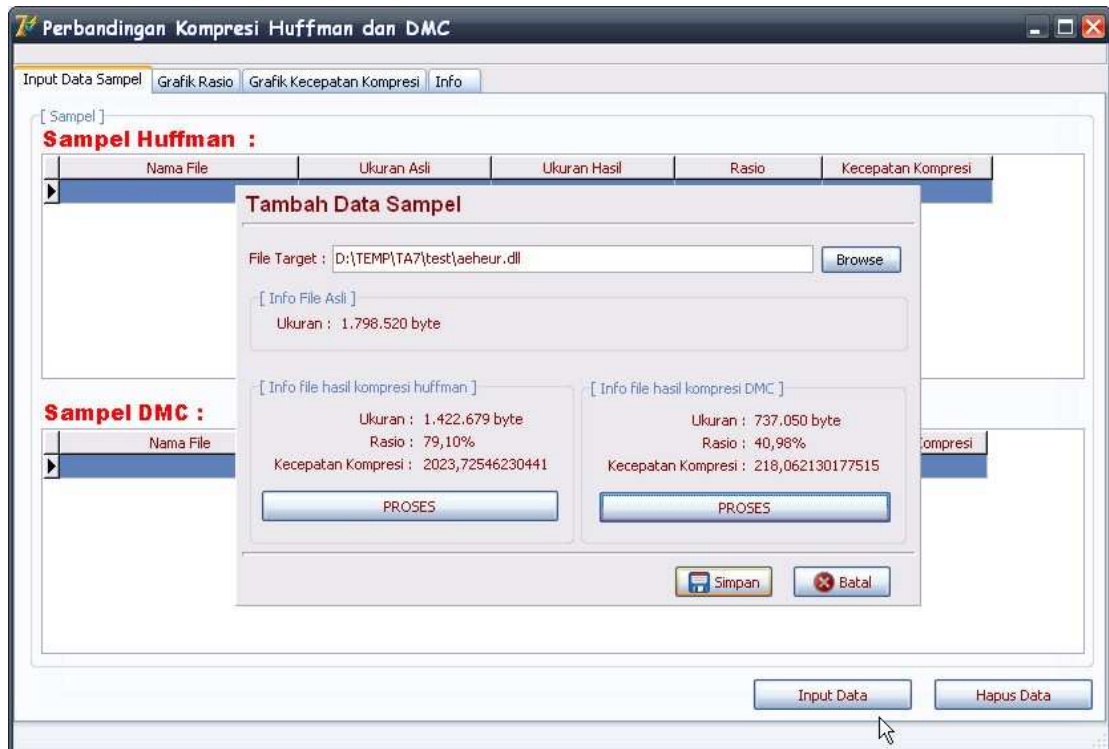 Perbandingan Kompresi Huffman dan DMC
Input Data Sampel Grafik Rasio Grafik Kecepatan Kompresi Info
[ Sampel ]
Sampel Huffman :
Nama File Ukuran Asli Ukuran Hasil Rasio Kecepatan Kompresi
Tambah Data Sampel
File Target : D:\TEMP\TA7\test\aeheur.dll Browse
[ Info File Asli ]
Ukuran : 1.798.520 byte
[ Info file hasil kompresi huffman ]
Ukuran : 1.422.679 byte
Rasio : 79,10%
Kecepatan Kompresi : 2023,72546230441
PROSES
[ Info file hasil kompresi DMC ]
Ukuran : 737.050 byte
Rasio : 40,98%
Kecepatan Kompresi : 218,062130177515
PROSES
Simpan Batal
Sampel DMC :
Nama File ompresi
Input Data Hapus Data